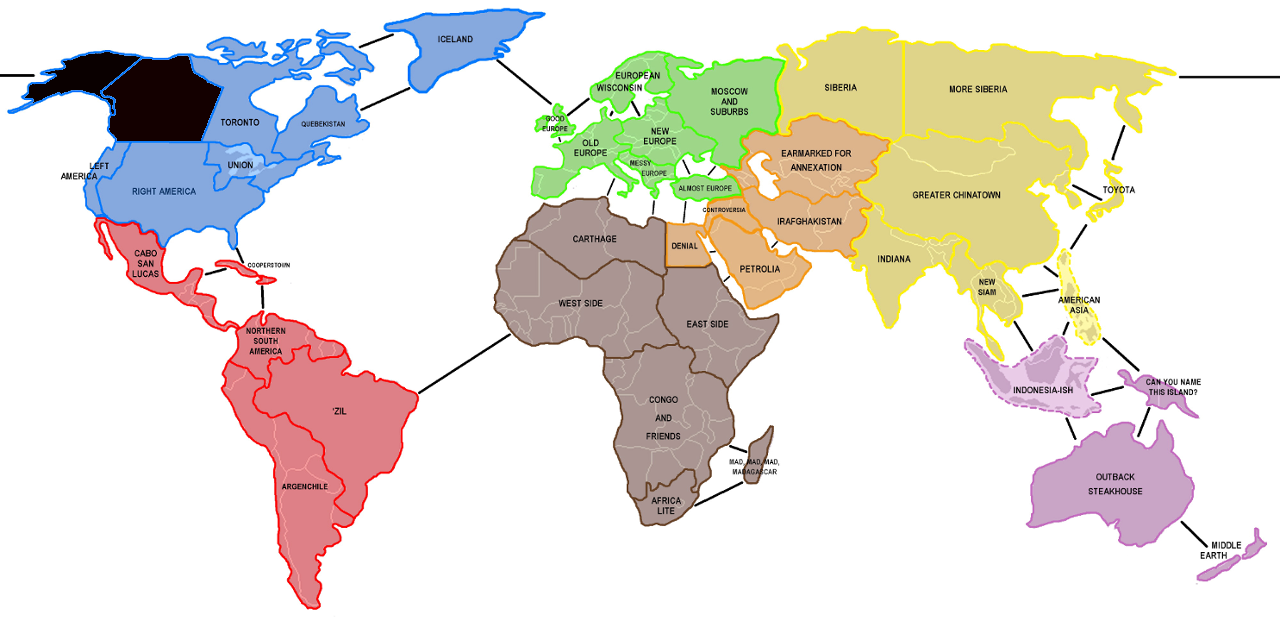 ICELAND
TORONTO
QUEBEKISTAN
LEFT
AMERICA
UNION
RIGHT AMERICA
CABO
SAN
LUCAS
COOPERSTOWN
NORTHERN
SOUTH
AMERICA
'ZIL
ARGENCHILE
EUROPEAN
WISCONSIN
GOOD
EUROPE
OLD
EUROPE
NEW
EUROPE
MESSY
EUROPE
ALMOST EUROPE
MOSCOW
AND
SUBURBS
CARTHAGE
DENIAL
WEST SIDE
EAST SIDE
CONGO
AND
FRIENDS
MAD, MAD, MAD,
MADAGASCAR
AFRICA
LITE
CONTROVERSIA
PETROLIA
IRAFGHAKISTAN
EARMARKED FOR
ANNEXATION
SIBERIA
MORE SIBERIA
GREATER CHINATOWN
TOYOTA
INDIANA
NEW
SIAM
AMERICAN
ASIA
INDONESIA-ISH
CAN YOU NAME
THIS ISLAND?
OUTBACK
STEAKHOUSE
MIDDLE
EARTH